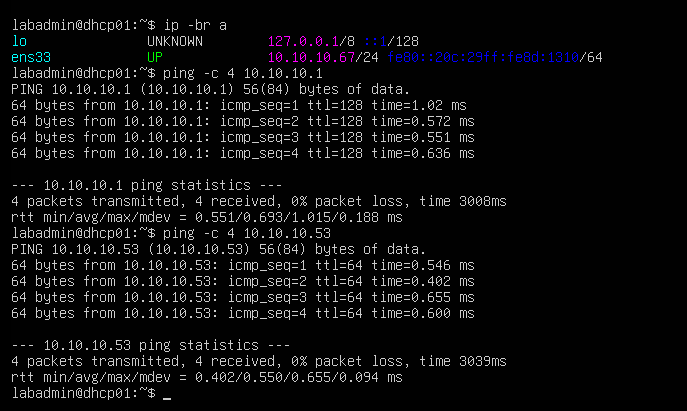 labadmin@dhcp01:~$ ip -br a
lo UNKNOWN 127.0.0.1/8 ::1/128
ens33 UP 10.10.10.67/24 fe80::20c:29ff:fe8d:1310/64
labadmin@dhcp01:~$ ping -c 4 10.10.10.1
PING 10.10.10.1 (10.10.10.1) 56(84) bytes of data.
64 bytes from 10.10.10.1: icmp_seq=1 ttl=128 time=1.02 ms
64 bytes from 10.10.10.1: icmp_seq=2 ttl=128 time=0.572 ms
64 bytes from 10.10.10.1: icmp_seq=3 ttl=128 time=0.551 ms
64 bytes from 10.10.10.1: icmp_seq=4 ttl=128 time=0.636 ms
--- 10.10.10.1 ping statistics ---
4 packets transmitted, 4 received, 0% packet loss, time 3008ms
rtt min/avg/max/mdev = 0.551/0.693/1.015/0.188 ms
labadmin@dhcp01:~$ ping -c 4 10.10.10.53
PING 10.10.10.53 (10.10.10.53) 56(84) bytes of data.
64 bytes from 10.10.10.53: icmp_seq=1 ttl=64 time=0.546 ms
64 bytes from 10.10.10.53: icmp_seq=2 ttl=64 time=0.402 ms
64 bytes from 10.10.10.53: icmp_seq=3 ttl=64 time=0.655 ms
64 bytes from 10.10.10.53: icmp_seq=4 ttl=64 time=0.600 ms
--- 10.10.10.53 ping statistics ---
4 packets transmitted, 4 received, 0% packet loss, time 3039ms
rtt min/avg/max/mdev = 0.402/0.550/0.655/0.094 ms
labadmin@dhcp01:~$ _